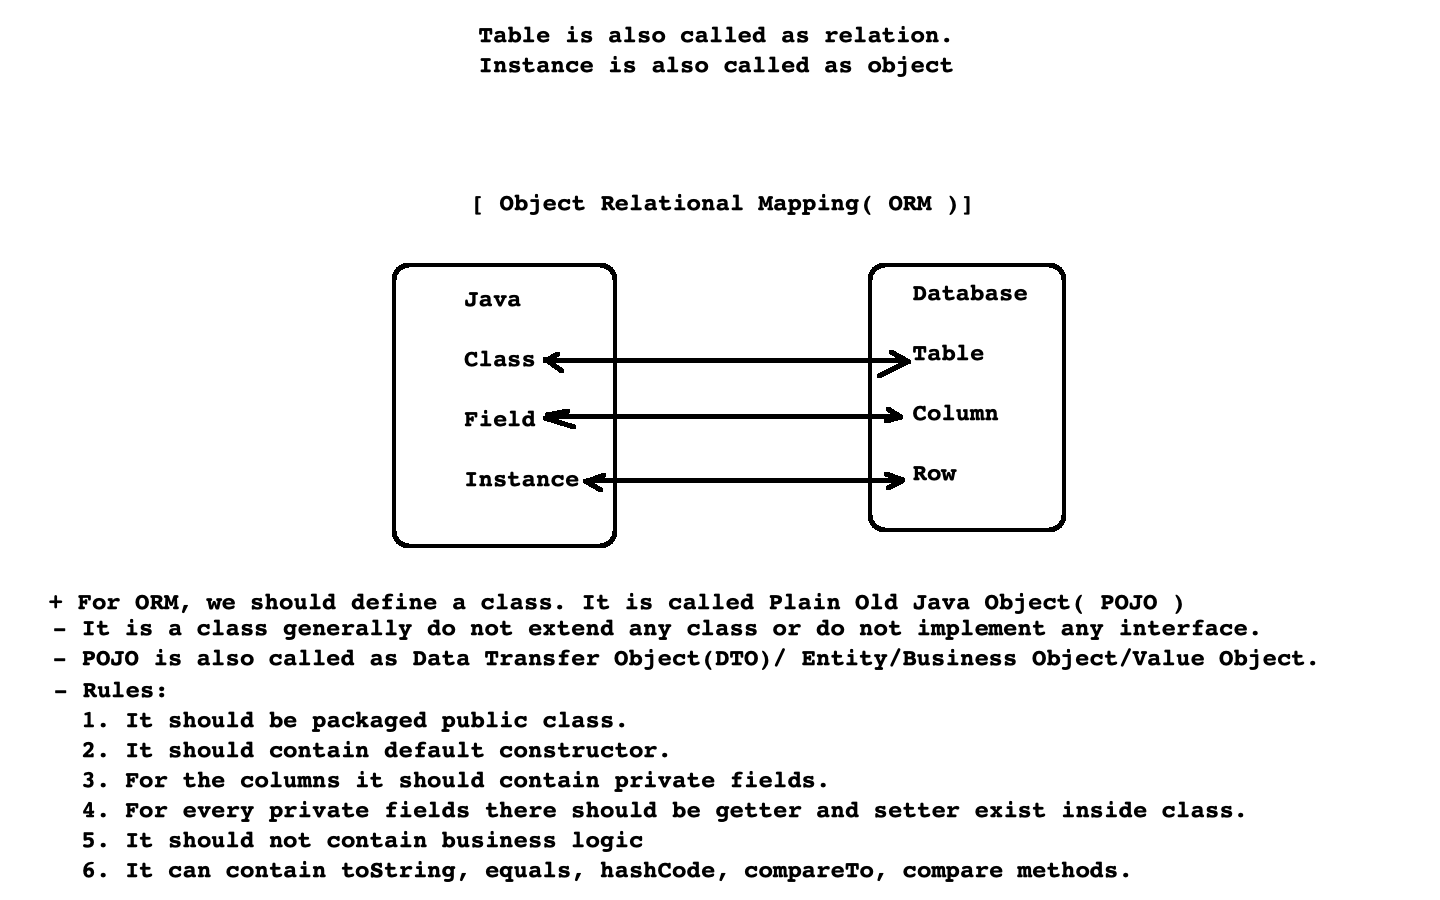 Table is also called as relation.
Instance is also called as object
[ Object Relational Mapping( ORM )]
Java
Class
Field
Instance
Database
Table
Column
Row
+ For ORM, we should define a class. It is called Plain Old Java Object( POJO )
- It is a class generally do not extend any class or do not implement any interface.
- POJO is also called as Data Transfer Object(DTO)/ Entity/Business Object/Value Object.
- Rules:
1. It should be packaged public class.
2. It should contain default constructor.
3. For the columns it should contain private fields.
4. For every private fields there should be getter and setter exist inside class.
5. It should not contain business logic
6. It can contain toString, equals, hashCode, compareTo, compare methods.